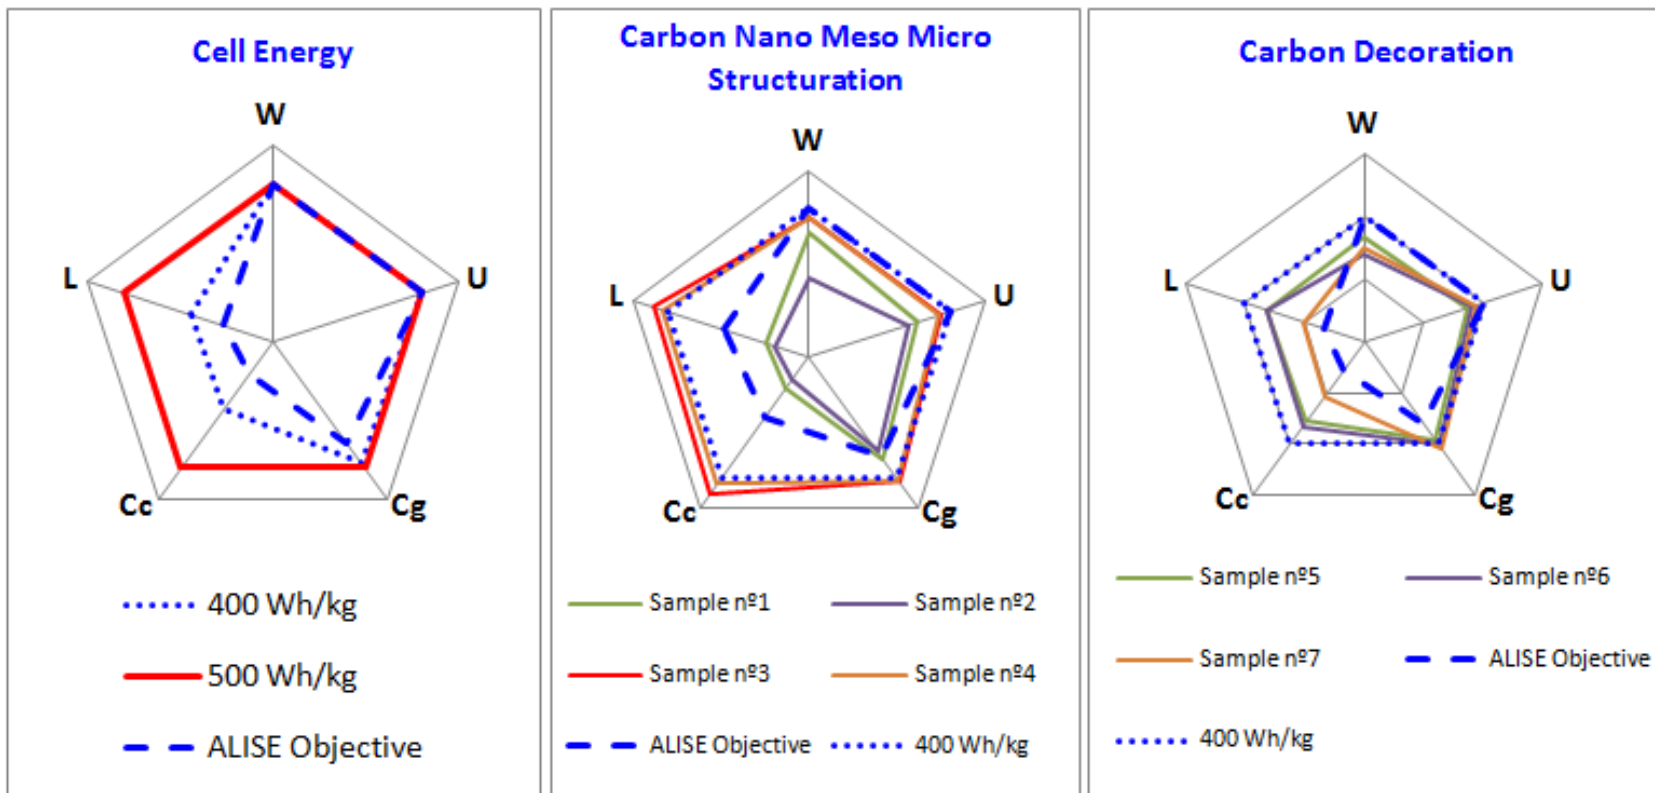 Cell Energy
W
L
U
Cc
Cg
400 Wh/kg
500 Wh/kg
ALISE Objective
Carbon Nano Meso Micro
Structuration
W
L
U
Cc
Cg
Sample nº1
Sample nº2
Sample nº3
Sample nº4
ALISE Objective
400 Wh/kg
Carbon Decoration
W
L
U
Cc
Cg
Sample nº5
Sample nº6
Sample nº7
ALISE Objective
400 Wh/kg